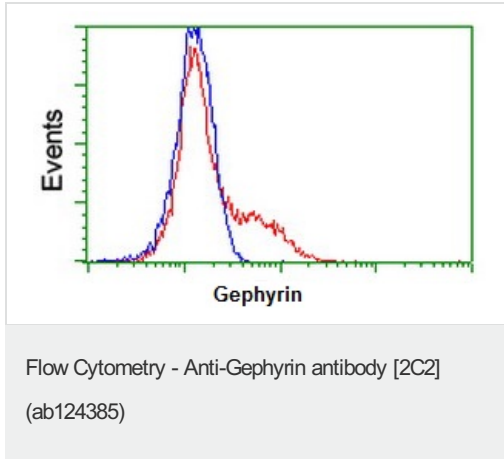 Events
Gephyrin
Flow Cytometry - Anti-Gephyrin antibody [2C2]
(ab124385)